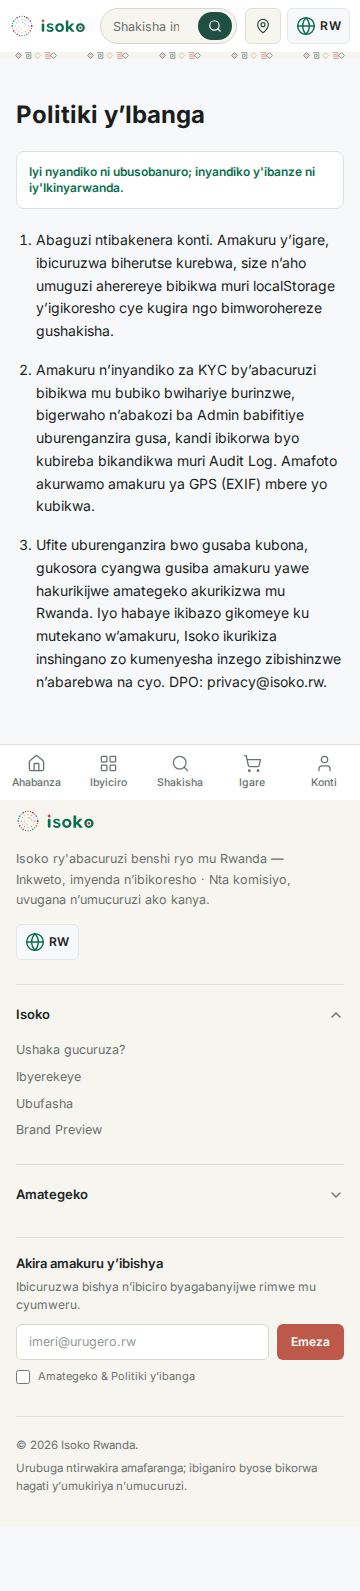 isoko
Shakisha in
RW
Politiki y’Ibanga
Iyi nyandiko ni ubusobanuro; inyandiko y'ibanze ni
iy'Ikinyarwanda.
1. Abaguzi ntibakenera konti. Amakuru y’igare,
ibicuruzwa biherutse kurebwa, size n’aho
umuguzi aherereye bibikwa muri localStorage
y’igikoresho cye kugira ngo bimworohereze
gushakisha.
2. Amakuru n’inyandiko za KYC by’abacuruzi
bibikwa mu bubiko bwihariye burinzwe,
bigerwaho n’abakozi ba Admin babifitiye
uburenganzira gusa, kandi ibikorwa byo
kubireba bikandikwa muri Audit Log. Amafoto
akurwamo amakuru ya GPS (EXIF) mbere yo
kubikwa.
3. Ufite uburenganzira bwo gusaba kubona,
gukosora cyangwa gusiba amakuru yawe
hakurikijwe amategeko akurikizwa mu
Rwanda. Iyo habaye ikibazo gikomeye ku
mutekano w’amakuru, Isoko ikurikiza
inshingano zo kumenyesha inzego zibishinzwe
n’abarebwa na cyo. DPO: privacy@isoko.rw.
Ahabanza
Ibyiciro
Shakisha
Igare
Konti
isoko
Isoko ry'abacuruzi benshi ryo mu Rwanda —
Inkweto, imyenda n’ibikoresho · Nta komisiyo,
uvugana n’umucuruzi ako kanya.
RW
Isoko
Ushaka gucuruza?
Ibyerekeye
Ubufasha
Brand Preview
Amategeko
Akira amakuru y’ibishya
Ibicuruzwa bishya n’ibiciro byagabanyijwe rimwe mu
cyumweru.
imeri@urugero.rw
Emeza
Amategeko & Politiki y'ibanga
© 2026 Isoko Rwanda.
Urubuga ntirwakira amafaranga; ibiganiro byose bikorwa
hagati y’umukiriya n’umucuruzi.